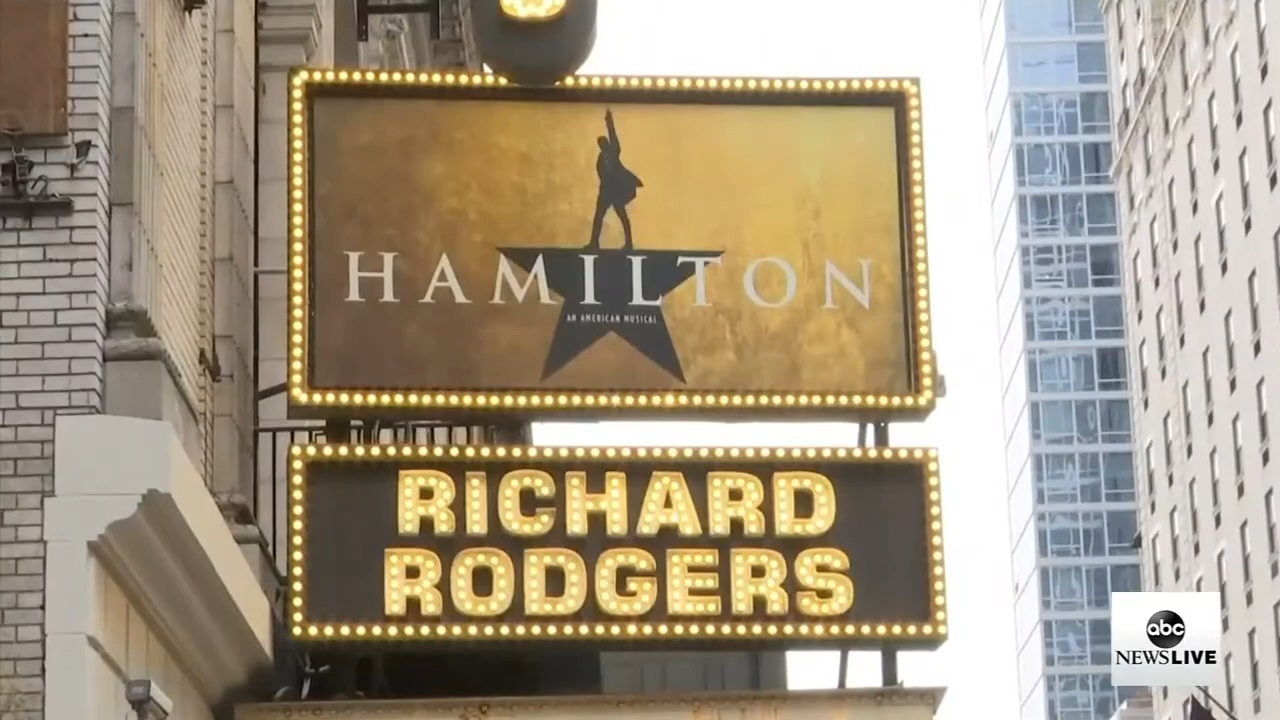 HAMILTON
AN AMERICAN MUSICAL
RICHARD
RODGERS
abc
NEWSLIVE